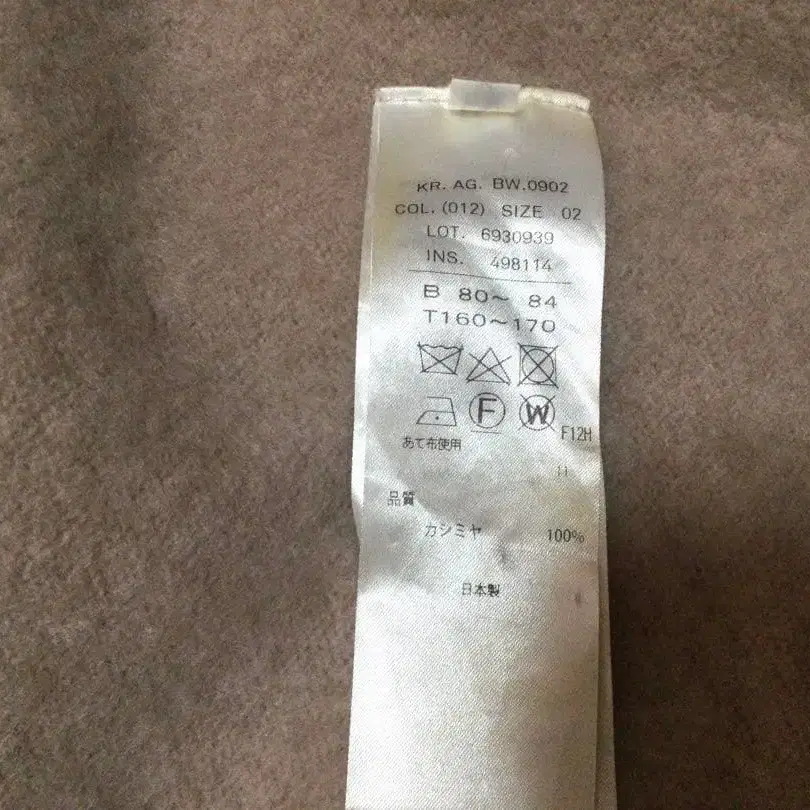 KR. AG. BW.0902
COL. (012) SIZE 02
LOT. 6930939
INS. 498114
B 80～ 84
T160～170
F W F12H
あて布使用
11
品質
カシミヤ 100%
日本製